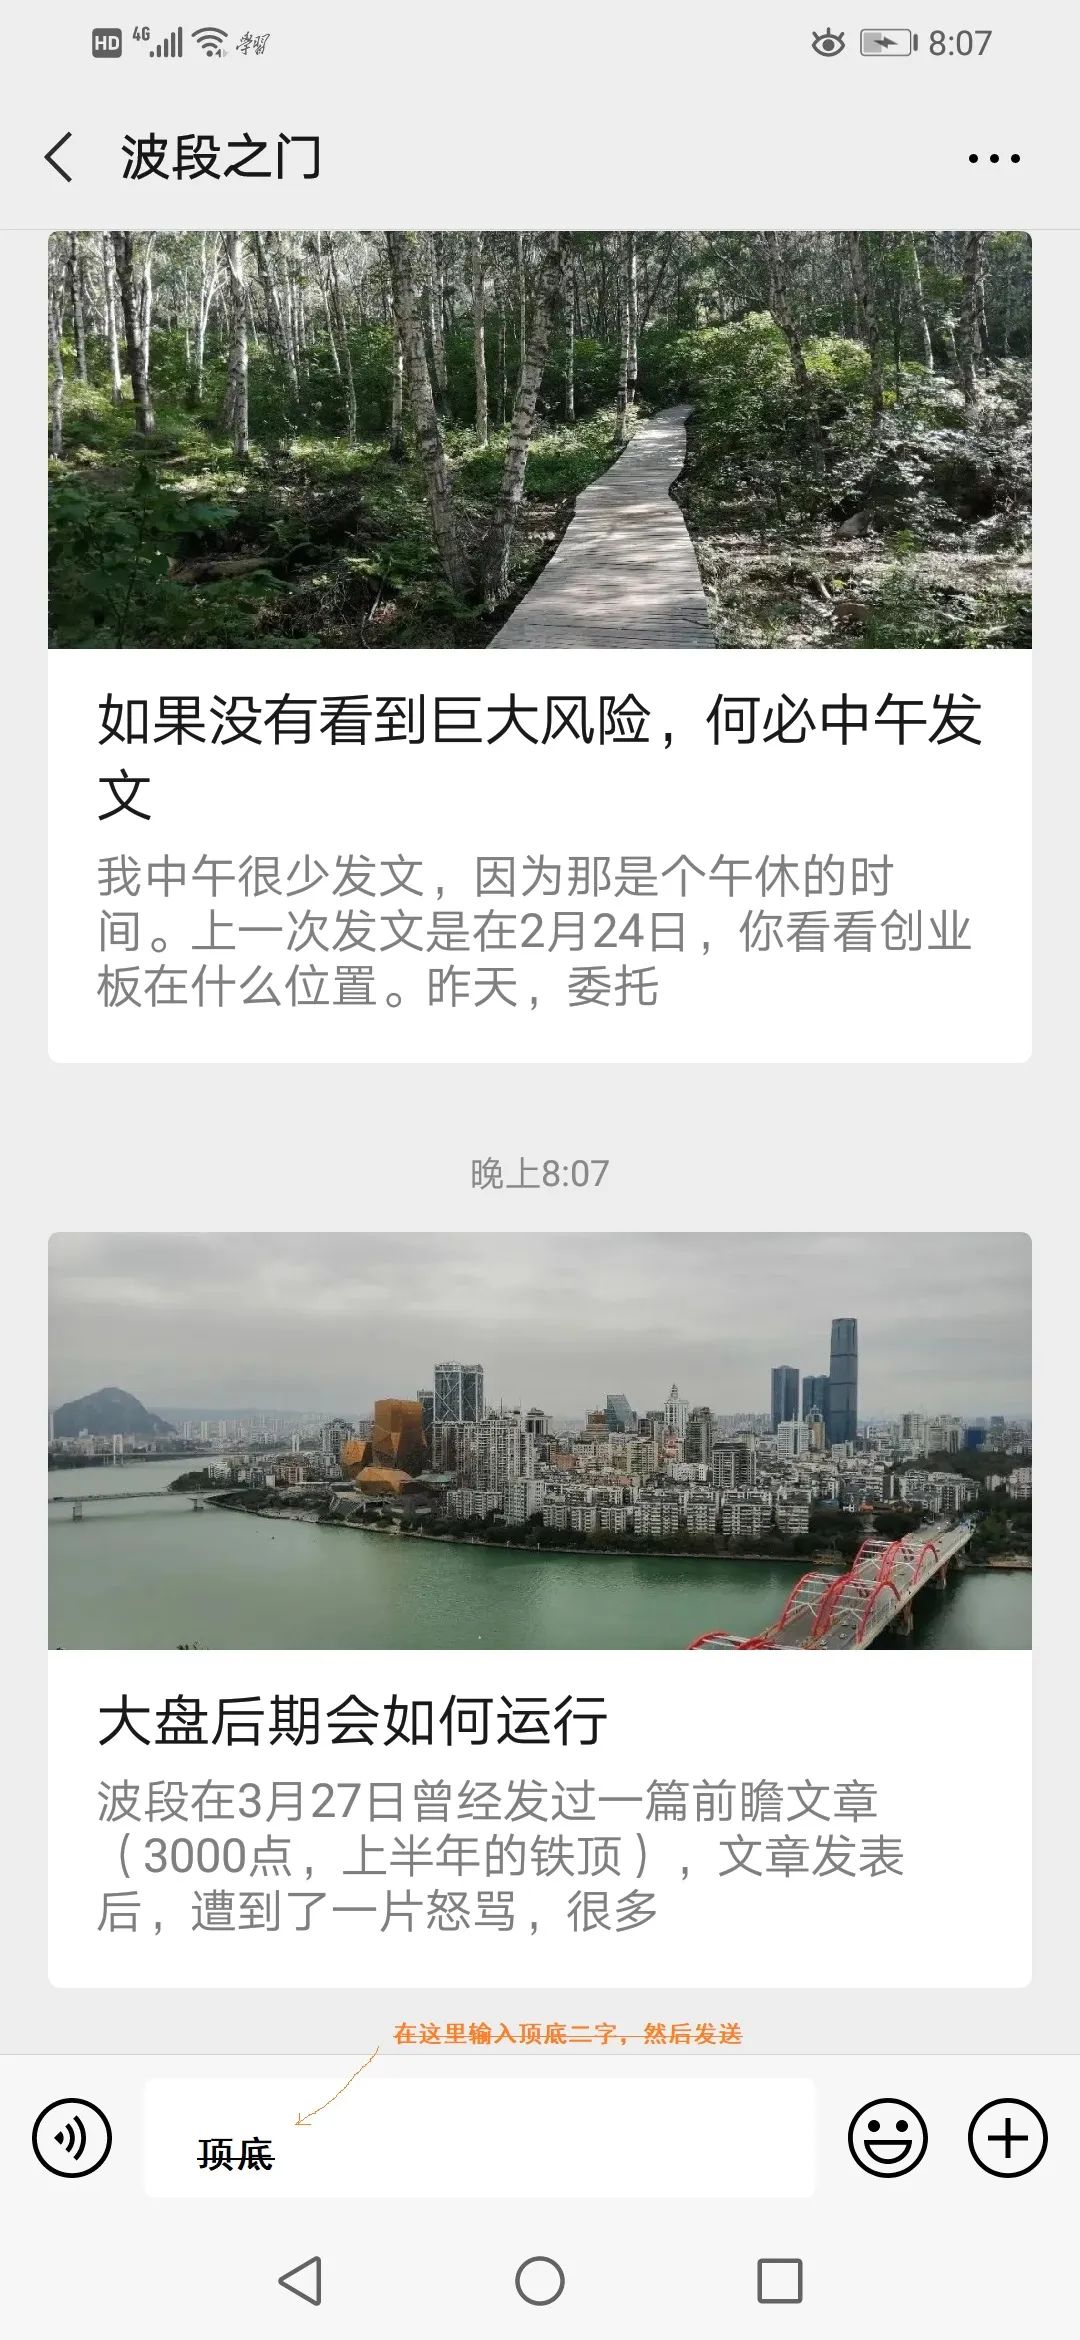 HD 4G 學習 8:07
波段之门
如果没有看到巨大风险，何必中午发
文
我中午很少发文，因为那是个午休的时
间。上一次发文是在2月24日，你看看创业
板在什么位置。昨天，委托
晚上8:07
大盘后期会如何运行
波段在3月27日曾经发过一篇前瞻文章
（3000点，上半年的铁顶），文章发表
后，遭到了一片怒骂，很多
在这里输入顶底二字，然后发送
顶底